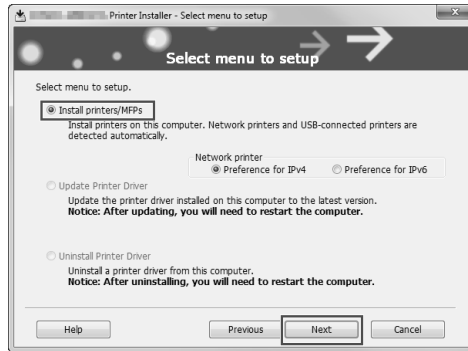 Printer Installer - Select menu to setup
Select menu to setup
Select menu to setup.
Install printers/MFPs
Install printers on this computer. Network printers and USB-connected printers are
detected automatically.
Network printer
Preference for IPv4 Preference for IPv6
Update Printer Driver
Update the printer driver installed on this computer to the latest version.
Notice: After updating, you will need to restart the computer.
Uninstall Printer Driver
Uninstall a printer driver from this computer.
Notice: After uninstalling, you will need to restart the computer.
Help Previous Next Cancel